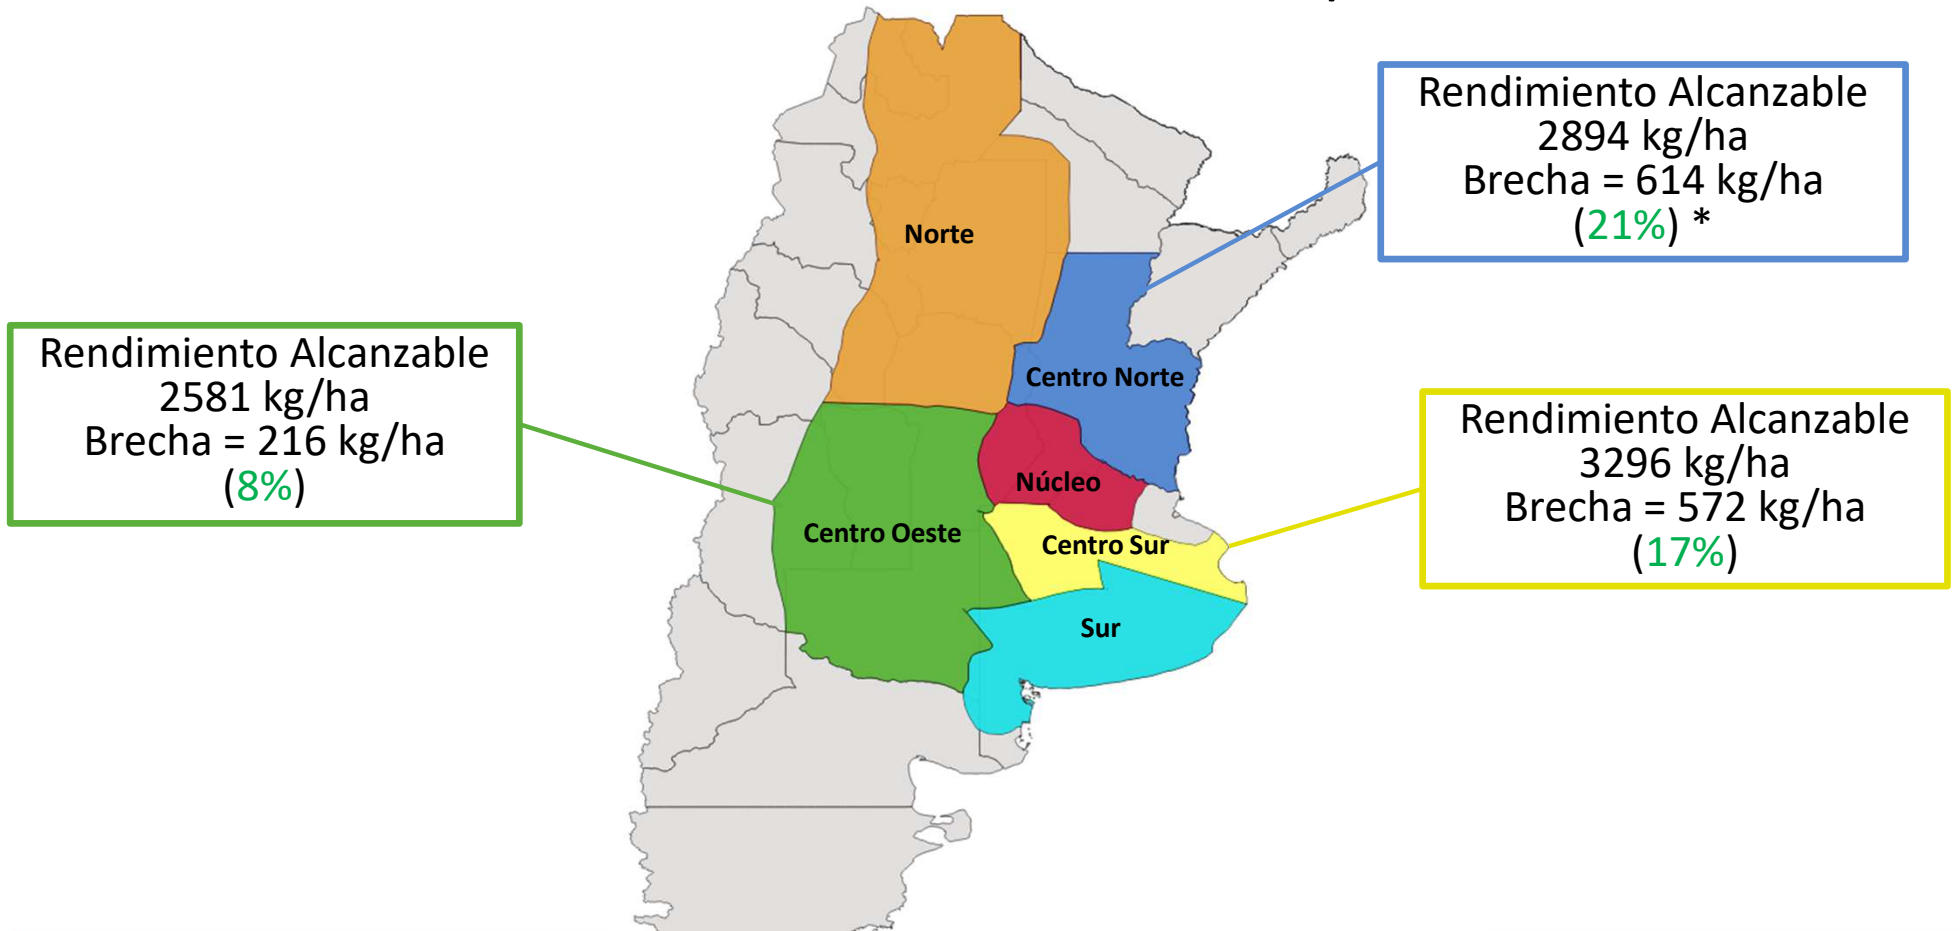 Rendimiento Alcanzable
2894 kg/ha
Brecha = 614 kg/ha
(21%) *
Norte
Rendimiento Alcanzable
2581 kg/ha
Brecha = 216 kg/ha
(8%)
Centro Norte
Rendimiento Alcanzable
3296 kg/ha
Brecha = 572 kg/ha
(17%)
Núcleo
Centro Oeste
Centro Sur
Sur